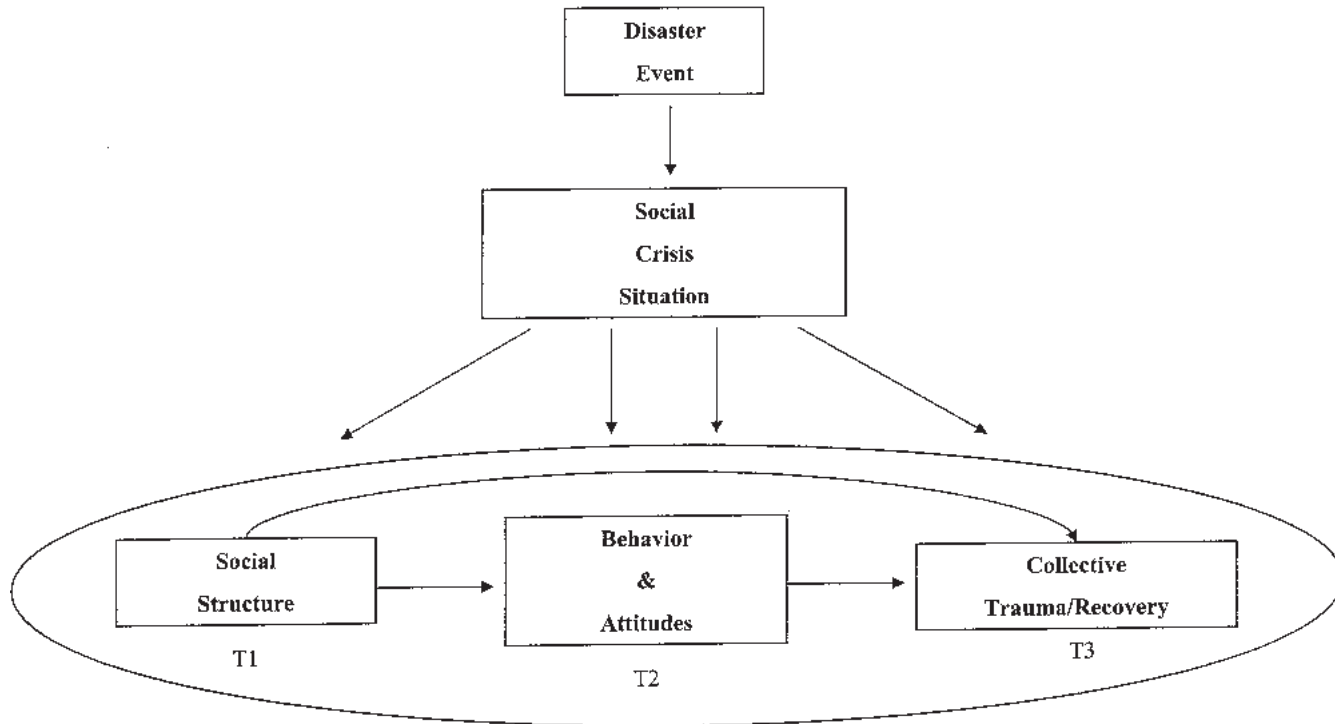 Disaster
Event
Social
Crisis
Situation
Social
Structure
T1
Behavior
&
Attitudes
T2
Collective
Trauma/Recovery
T3